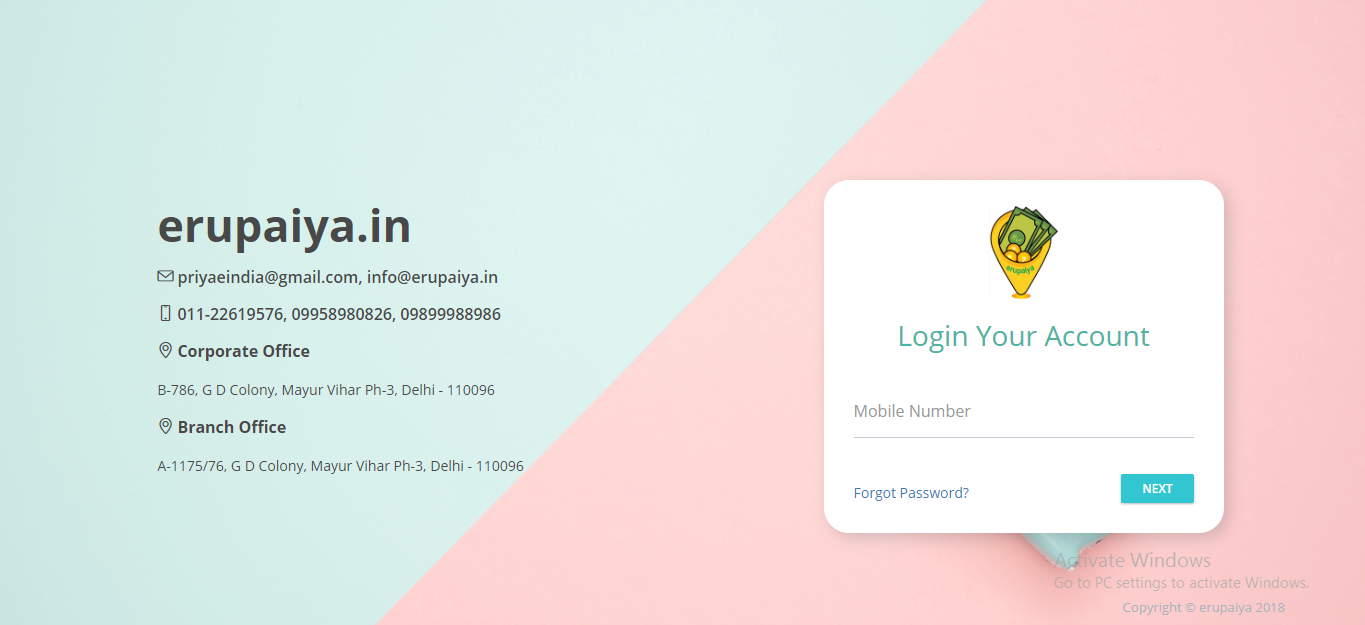 erupaiya.in
priyaeindia@gmail.com, info@erupaiya.in
011-22619576, 09958980826, 09899988986
Corporate Office
B-786, G D Colony, Mayur Vihar Ph-3, Delhi - 110096
Branch Office
A-1175/76, G D Colony, Mayur Vihar Ph-3, Delhi - 110096
erupaiya
Login Your Account
Mobile Number
Forgot Password?
NEXT
Activate Windows
Go to PC settings to activate Windows.
Copyright © erupaiya 2018